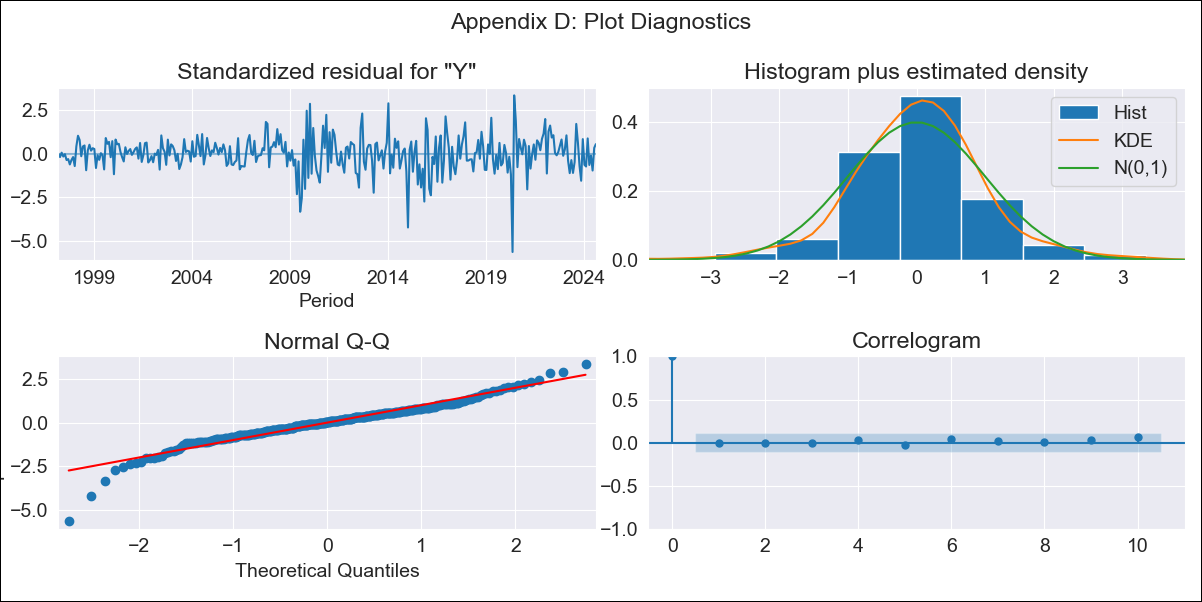 Appendix D: Plot Diagnostics
Standardized residual for "Y"
2.5
0.0
−2.5
−5.0
1999 2004 2009 2014 2019 2024
Period
Histogram plus estimated density
0.4
0.2
0.0
Hist
KDE
N(0,1)
−3 −2 −1 0 1 2 3
Normal Q-Q
2.5
0.0
−2.5
−5.0
−2 −1 0 1 2
Theoretical Quantiles
Correlogram
1.0
0.5
0.0
−0.5
−1.0
0 2 4 6 8 10